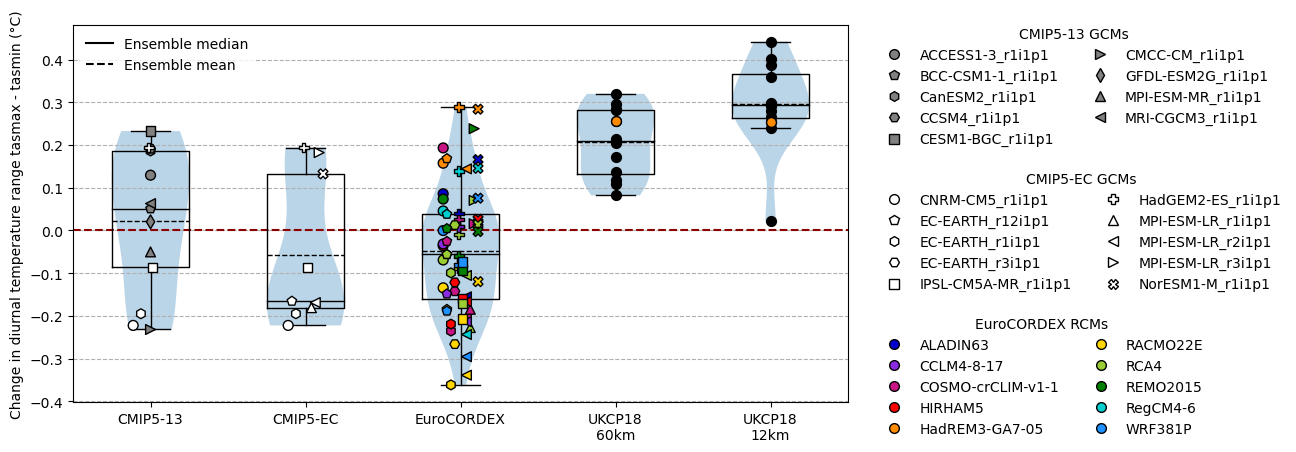 Change in diurnal temperature range tasmax - tasmin (°C)
Ensemble median
Ensemble mean
0.4
0.3
0.2
0.1
0.0
−0.1
−0.2
−0.3
−0.4
CMIP5-13
CMIP5-EC
EuroCORDEX
UKCP18
60km
UKCP18
12km
CMIP5-13 GCMs
ACCESS1-3_r1i1p1
BCC-CSM1-1_r1i1p1
CanESM2_r1i1p1
CCSM4_r1i1p1
CESM1-BGC_r1i1p1
CMCC-CM_r1i1p1
GFDL-ESM2G_r1i1p1
MPI-ESM-MR_r1i1p1
MRI-CGCM3_r1i1p1
CMIP5-EC GCMs
CNRM-CM5_r1i1p1
EC-EARTH_r12i1p1
EC-EARTH_r1i1p1
EC-EARTH_r3i1p1
IPSL-CM5A-MR_r1i1p1
HadGEM2-ES_r1i1p1
MPI-ESM-LR_r1i1p1
MPI-ESM-LR_r2i1p1
MPI-ESM-LR_r3i1p1
NorESM1-M_r1i1p1
EuroCORDEX RCMs
ALADIN63
CCLM4-8-17
COSMO-crCLIM-v1-1
HIRHAM5
HadREM3-GA7-05
RACMO22E
RCA4
REMO2015
RegCM4-6
WRF381P